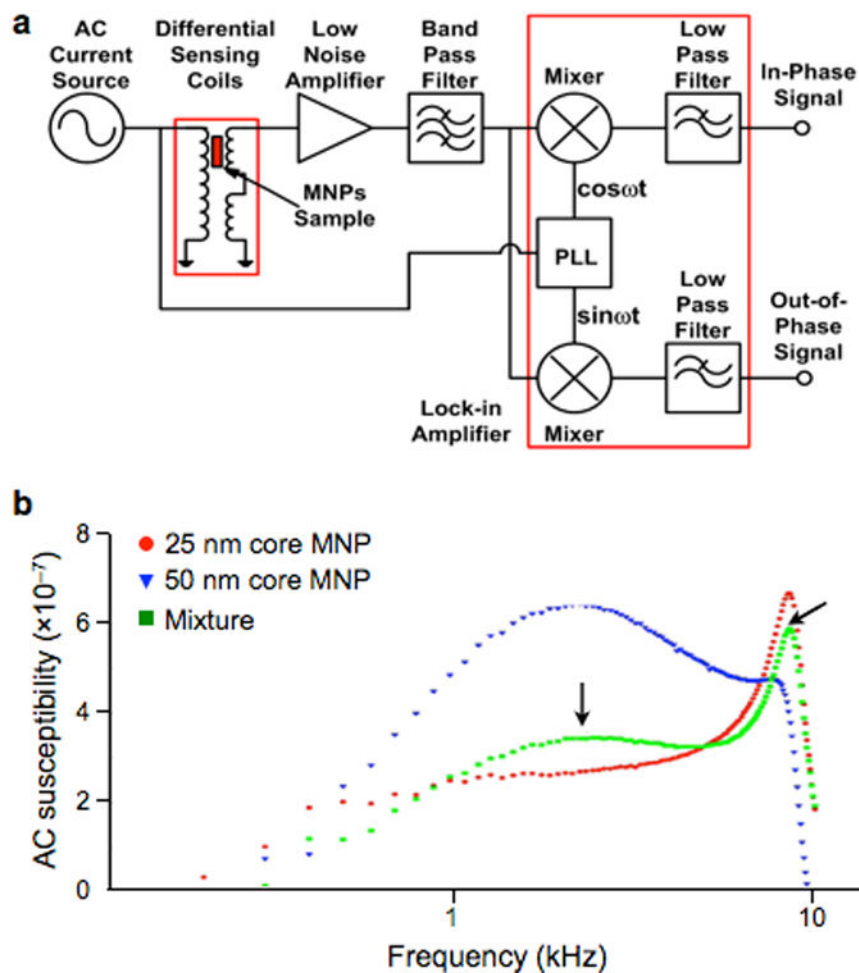 a
AC
Current
Source
Differential
Sensing
Coils
Low
Noise
Amplifier
Band
Pass
Filter
Mixer
Low
Pass
Filter
In-Phase
Signal
MNPs
Sample
cosωt
PLL
sinωt
Low
Pass
Filter
Out-of-
Phase
Signal
Lock-in
Amplifier
Mixer
b
AC susceptibility (×10⁻⁷)
8
6
4
2
0
25 nm core MNP
50 nm core MNP
Mixture
1
10
Frequency (kHz)